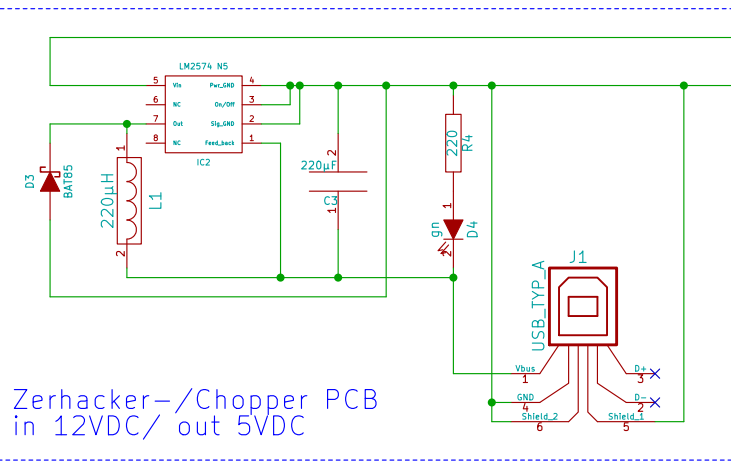 LM2574 N5
5 Vin Pwr_GND 4
6 NC On/Off 3
7 Out Sig_GND 2
8 NC Feed_back 1
IC2
D3
BAT85
1
220µH
L1
2
2
220µF
C3
1
220
R4
1
gn
D4
2
J1
USB_TYP_A
Vbus
1
D+
3
GND
4
D-
2
Shield_2
6
Shield_1
5
Zerhacker-/Chopper PCB
in 12VDC/ out 5VDC